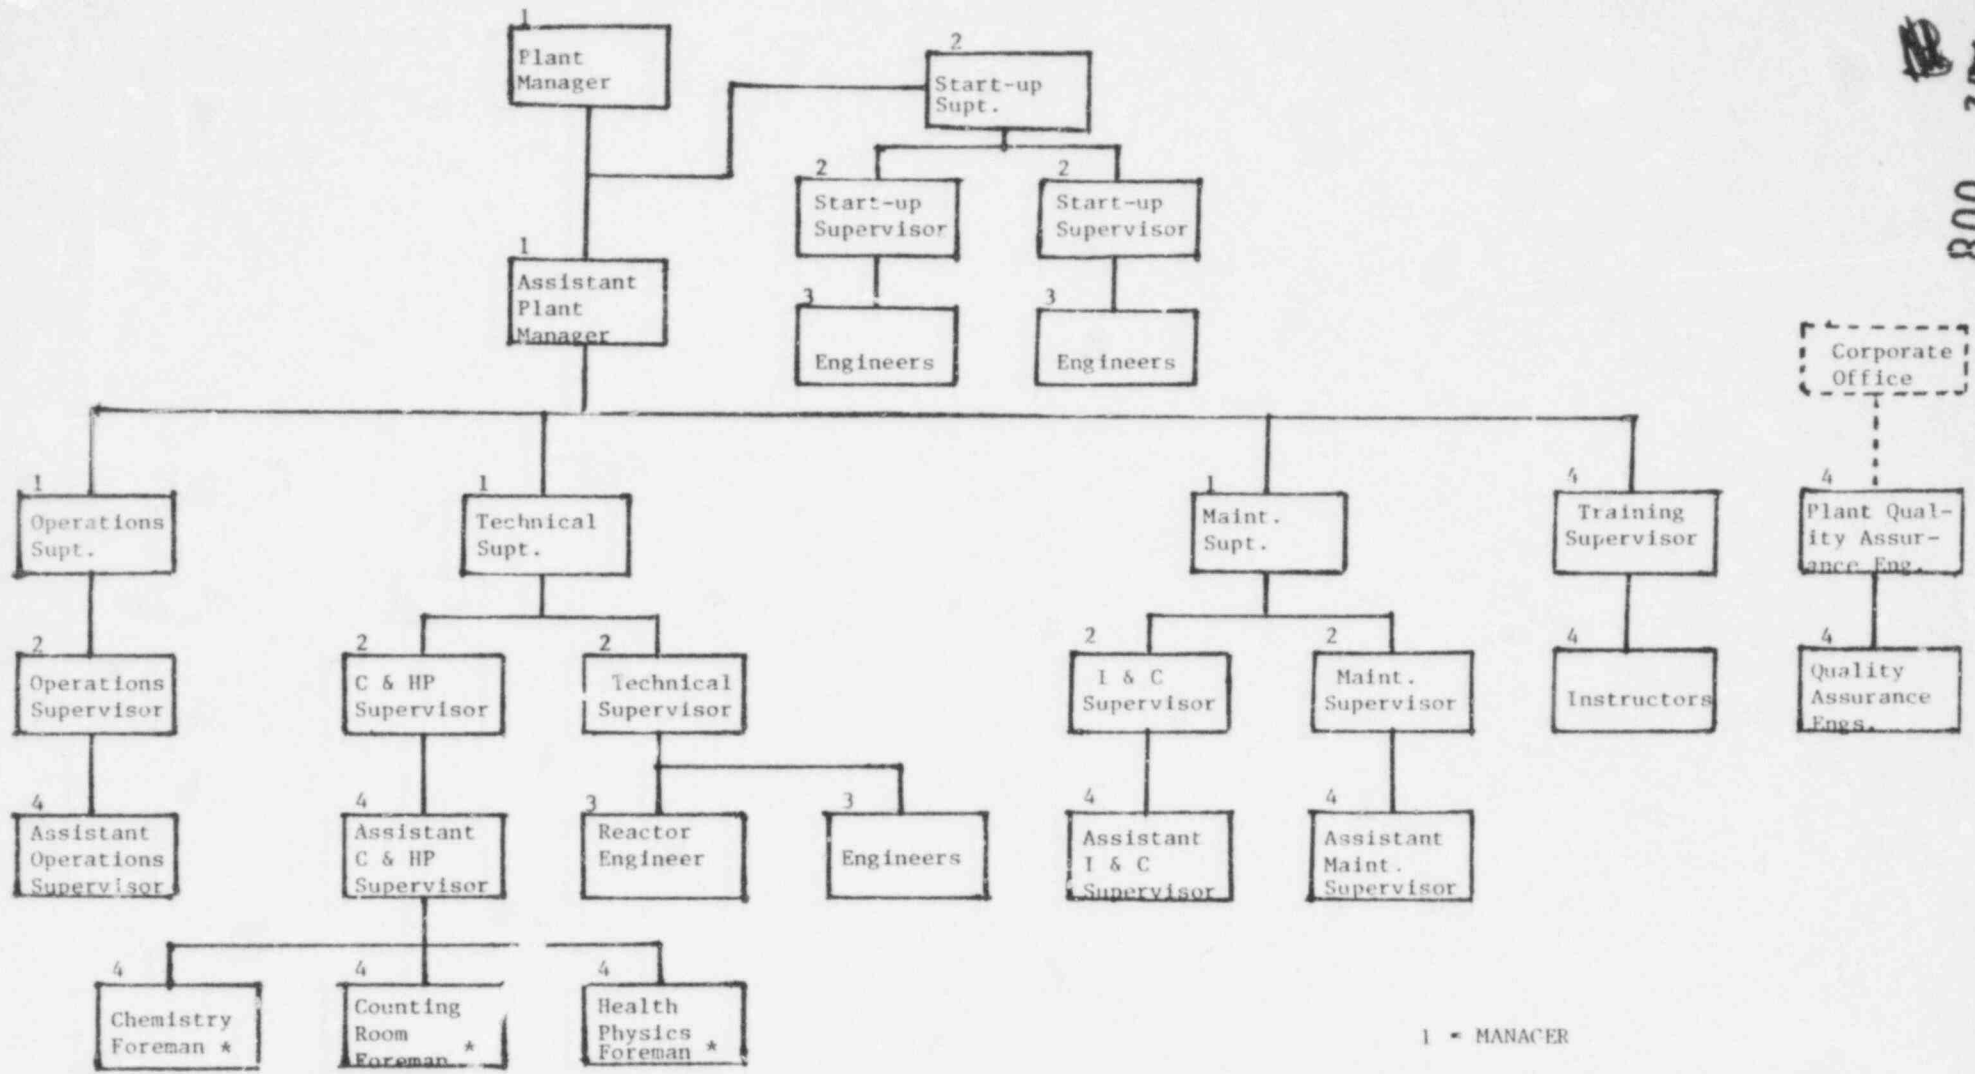 1
Plant
Manager
2
Start-up
Supt.
2
Start-up
Supervisor
2
Start-up
Supervisor
1
Assistant
Plant
Manager
3
Engineers
3
Engineers
800
Corporate
Office
1
Operations
Supt.
1
Technical
Supt.
1
Maint.
Supt.
4
Training
Supervisor
4
Plant Qual-
ity Assur-
ance Eng.
2
Operations
Supervisor
2
C & HP
Supervisor
2
Technical
Supervisor
2
I & C
Supervisor
2
Maint.
Supervisor
4
Instructors
4
Quality
Assurance
Engs.
4
Assistant
Operations
Supervisor
4
Assistant
C & HP
Supervisor
3
Reactor
Engineer
3
Engineers
4
Assistant
I & C
Supervisor
4
Assistant
Maint.
Supervisor
4
Chemistry
Foreman *
4
Counting
Room
Foreman *
4
Health
Physics
Foreman *
1 = MANAGER